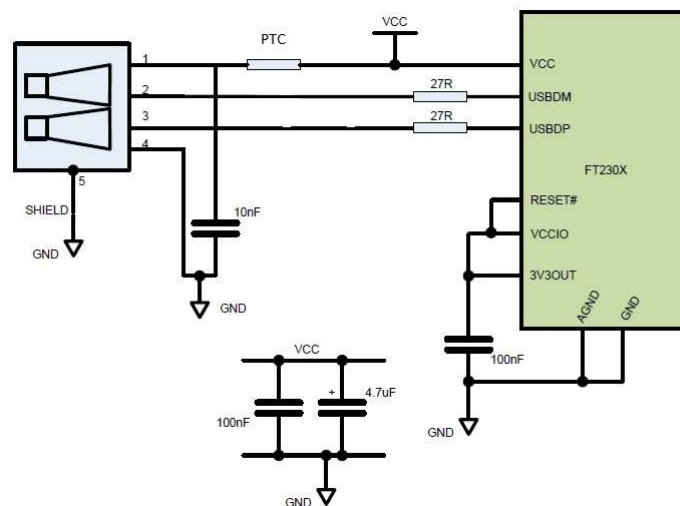 VCC
PTC
1
VCC
27R
2
USBDM
27R
3
USBDP
4
FT230X
5
SHIELD
RESET#
10nF
VCCIO
GND
3V3OUT
GND
AGND
GND
VCC
100nF
4.7uF
+
100nF
GND
GND